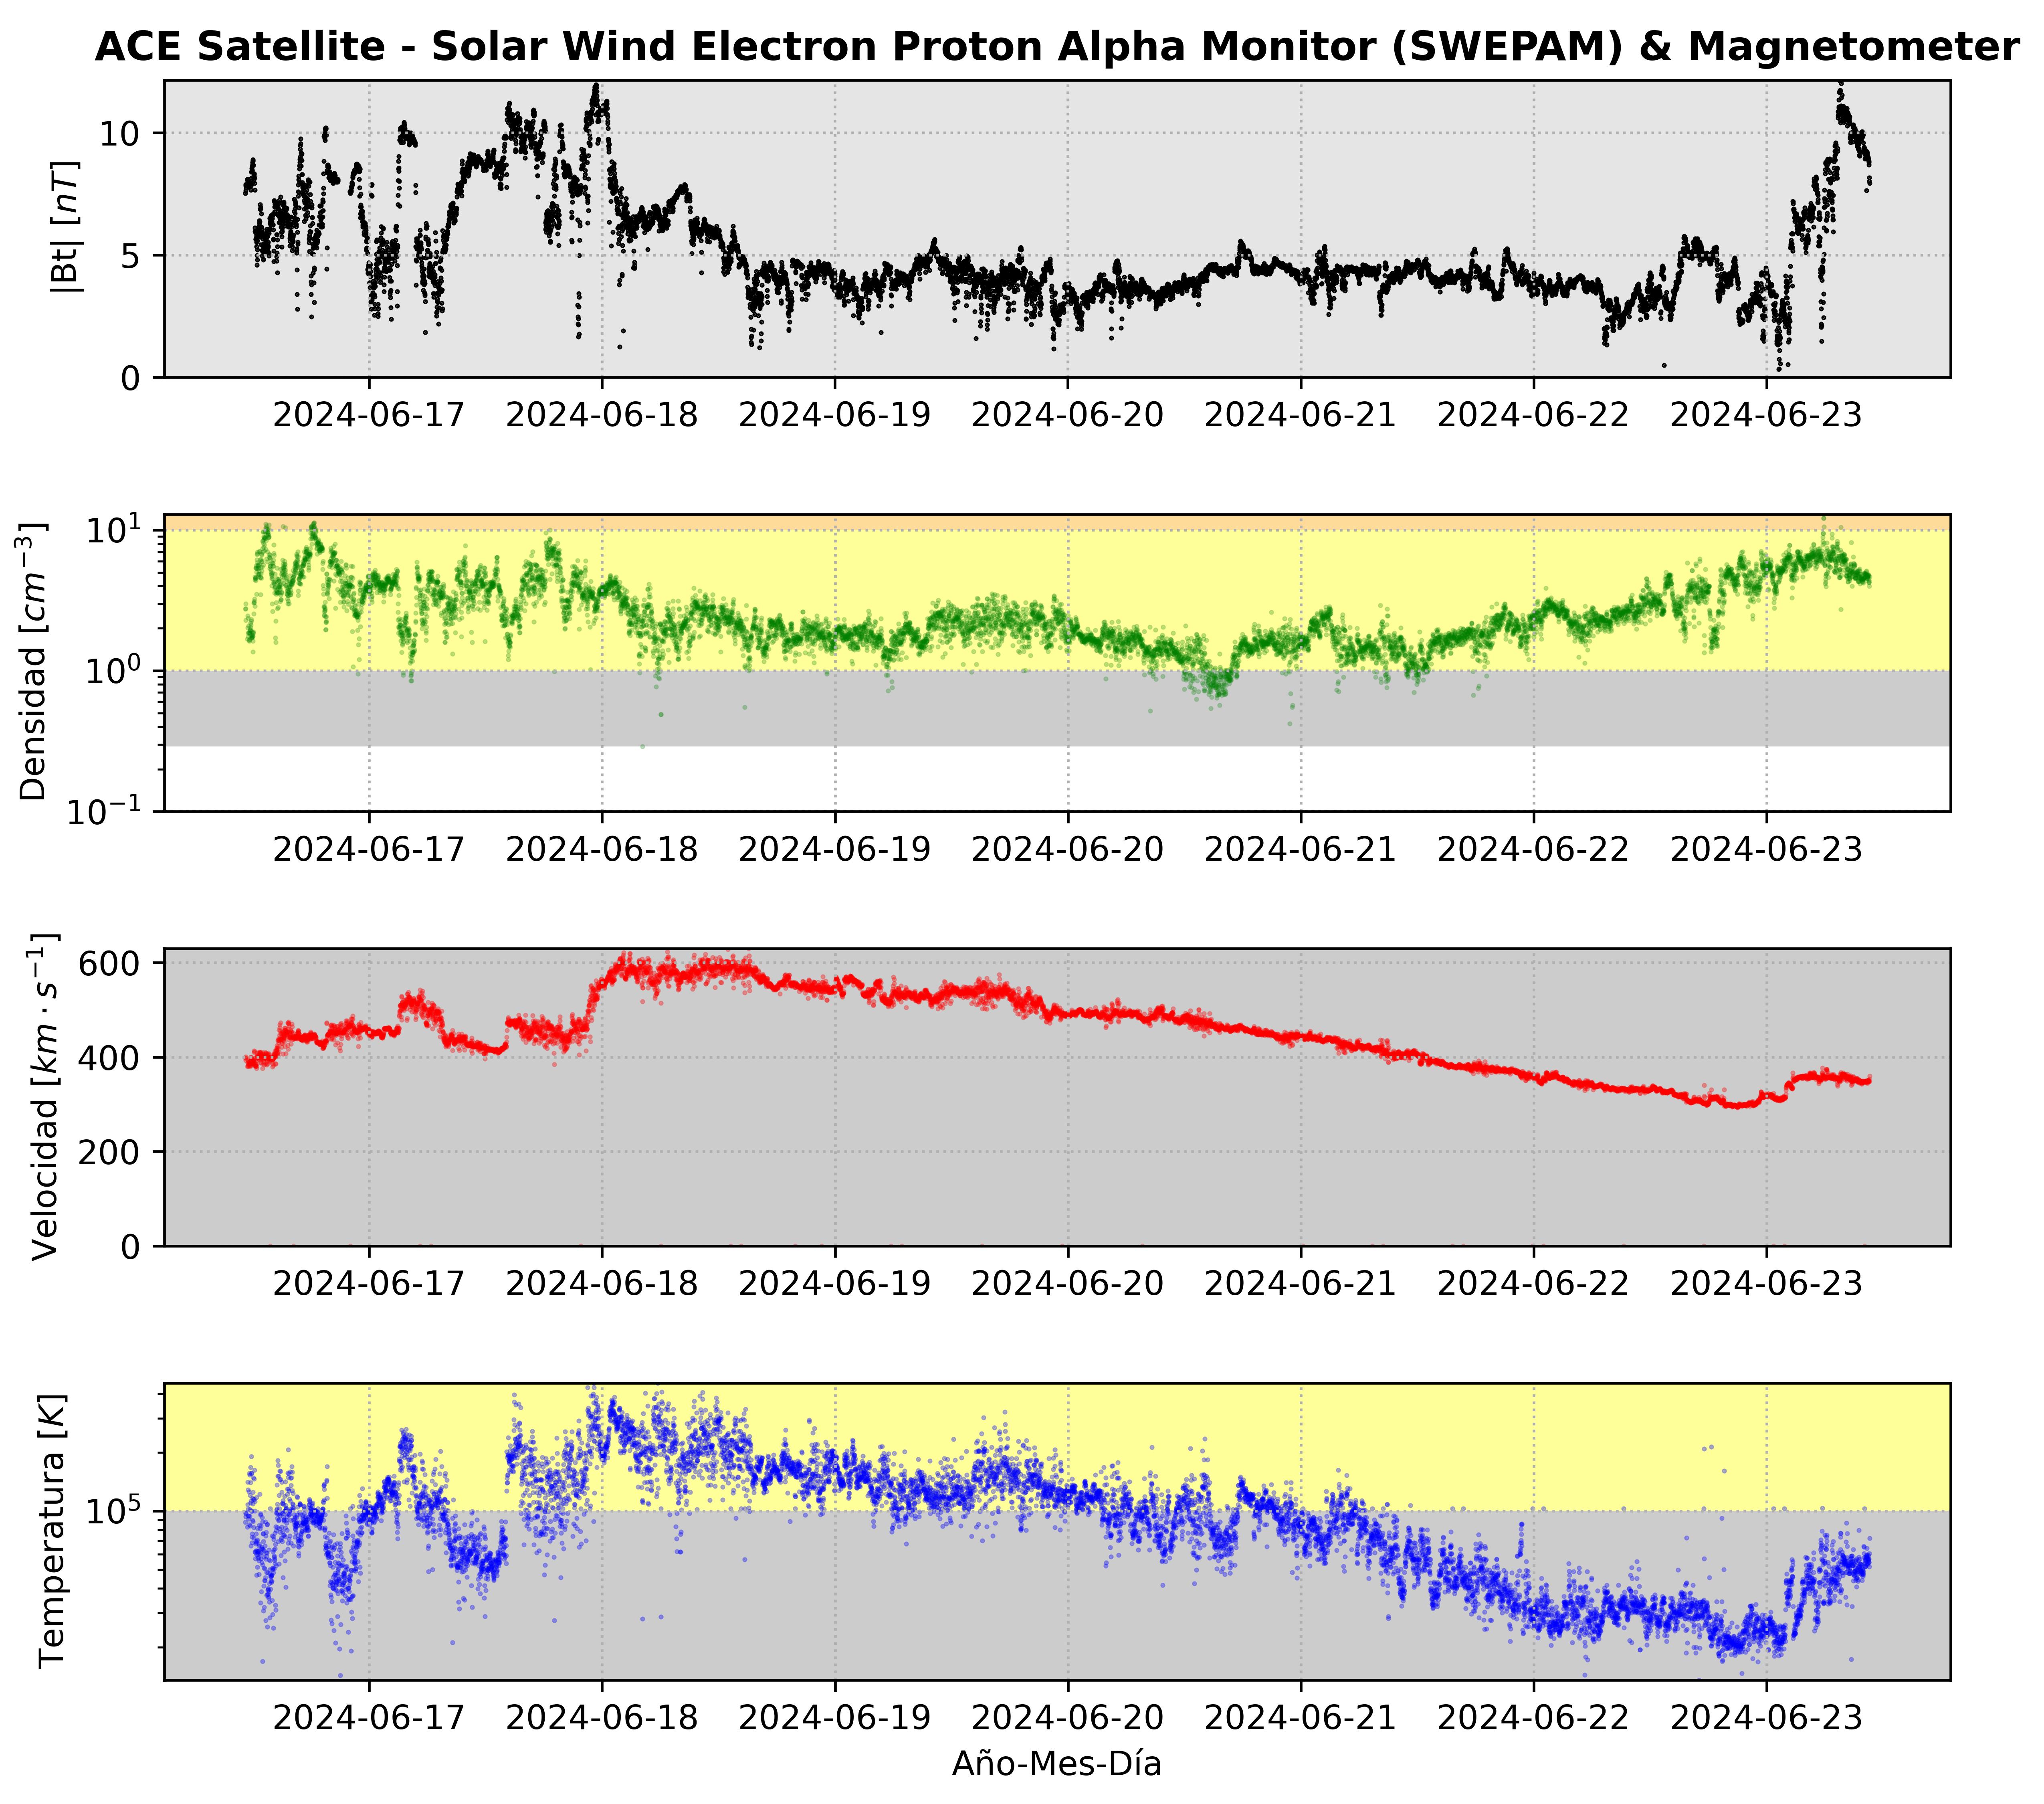 ACE Satellite - Solar Wind Electron Proton Alpha Monitor (SWEPAM) & Magnetometer
|Bt| [nT]
10
5
0
2024-06-17 2024-06-18 2024-06-19 2024-06-20 2024-06-21 2024-06-22 2024-06-23
Densidad [cm⁻³]
10¹
10⁰
10⁻¹
2024-06-17 2024-06-18 2024-06-19 2024-06-20 2024-06-21 2024-06-22 2024-06-23
Velocidad [km · s⁻¹]
600
400
200
0
2024-06-17 2024-06-18 2024-06-19 2024-06-20 2024-06-21 2024-06-22 2024-06-23
Temperatura [K]
10⁵
2024-06-17 2024-06-18 2024-06-19 2024-06-20 2024-06-21 2024-06-22 2024-06-23
Año-Mes-Día